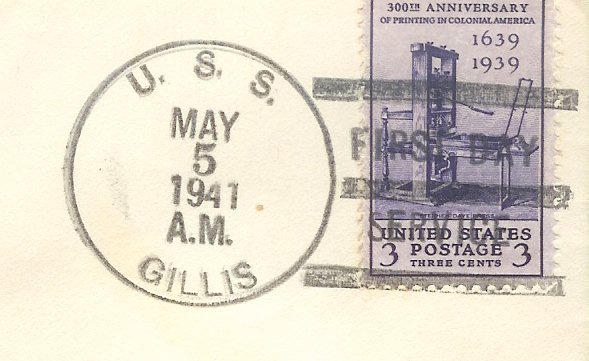 U. S. S.
MAY
5
1941
A.M.
GILLIS
300TH ANNIVERSARY
OF PRINTING IN COLONIAL AMERICA
1639
1939
FIRST DAY
STEPHEN DAYE PRESS
SERVICE
UNITED STATES
3 POSTAGE 3
THREE CENTS